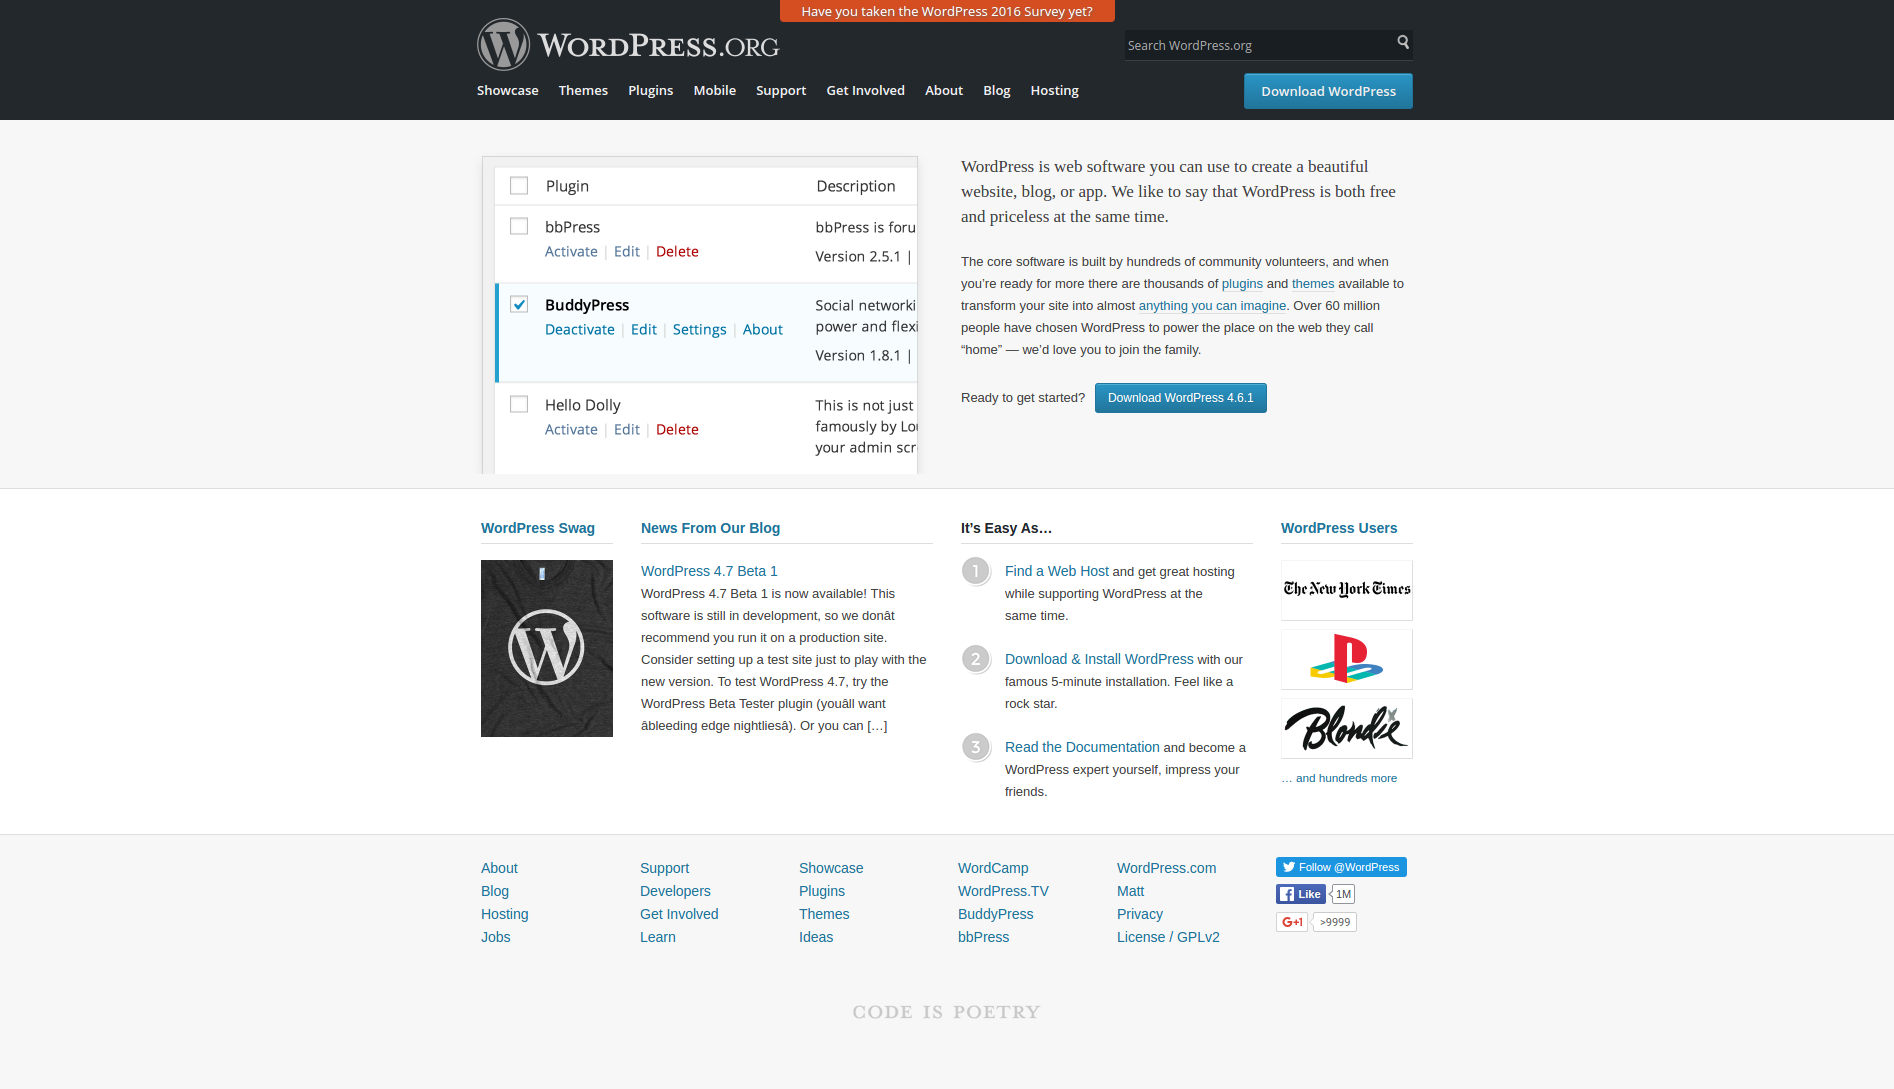 Have you taken the WordPress 2016 Survey yet?
WORDPRESS.ORG
Search WordPress.org
Showcase Themes Plugins Mobile Support Get Involved About Blog Hosting
Download WordPress
Plugin Description
bbPress bbPress is foru
Activate | Edit | Delete
Version 2.5.1 |
BuddyPress Social networki
Deactivate | Edit | Settings | About power and flexi
Version 1.8.1 |
Hello Dolly This is not just
Activate | Edit | Delete famously by Lou
your admin scr
WordPress is web software you can use to create a beautiful
website, blog, or app. We like to say that WordPress is both free
and priceless at the same time.
The core software is built by hundreds of community volunteers, and when
you’re ready for more there are thousands of plugins and themes available to
transform your site into almost anything you can imagine. Over 60 million
people have chosen WordPress to power the place on the web they call
“home” — we’d love you to join the family.
Ready to get started? Download WordPress 4.6.1
WordPress Swag
W
News From Our Blog
WordPress 4.7 Beta 1
WordPress 4.7 Beta 1 is now available! This
software is still in development, so we donât
recommend you run it on a production site.
Consider setting up a test site just to play with the
new version. To test WordPress 4.7, try the
WordPress Beta Tester plugin (youâll want
âbleeding edge nightliesâ). Or you can […]
It’s Easy As…
1 Find a Web Host and get great hosting
while supporting WordPress at the
same time.
2 Download & Install WordPress with our
famous 5-minute installation. Feel like a
rock star.
3 Read the Documentation and become a
WordPress expert yourself, impress your
friends.
WordPress Users
The New York Times
Blondie
… and hundreds more
About
Blog
Hosting
Jobs
Support
Developers
Get Involved
Learn
Showcase
Plugins
Themes
Ideas
WordCamp
WordPress.TV
BuddyPress
bbPress
WordPress.com
Matt
Privacy
License / GPLv2
Follow @WordPress
Like 1M
G+1 >9999
CODE IS POETRY